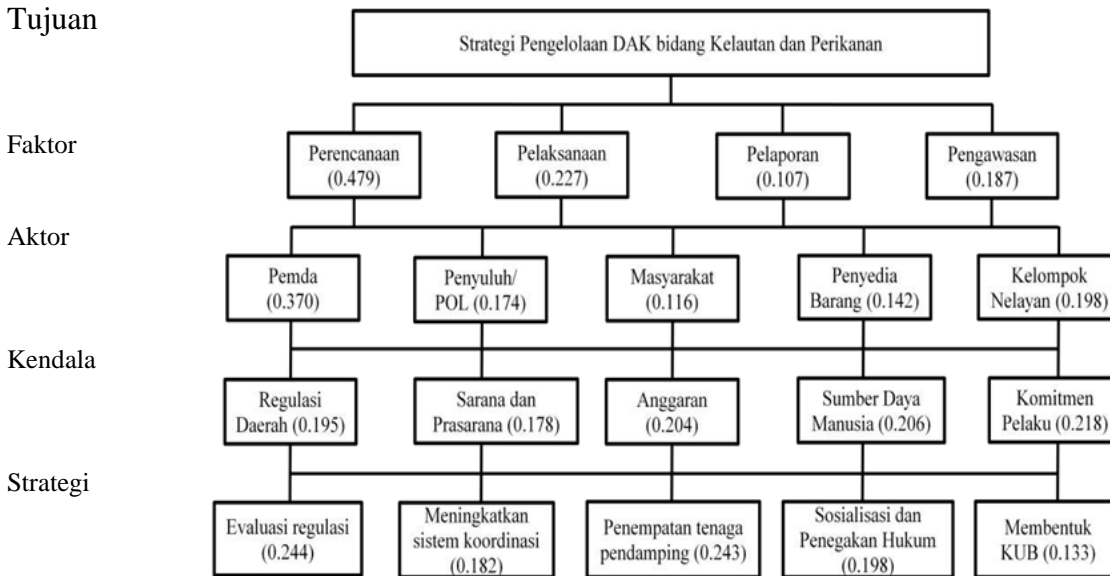 Tujuan
Strategi Pengelolaan DAK bidang Kelautan dan Perikanan
Faktor
Perencanaan
(0.479)
Pelaksanaan
(0.227)
Pelaporan
(0.107)
Pengawasan
(0.187)
Aktor
Pemda
(0.370)
Penyuluh/
POL (0.174)
Masyarakat
(0.116)
Penyedia
Barang (0.142)
Kelompok
Nelayan (0.198)
Kendala
Regulasi
Daerah (0.195)
Sarana dan
Prasarana (0.178)
Anggaran
(0.204)
Sumber Daya
Manusia (0.206)
Komitmen
Pelaku (0.218)
Strategi
Evaluasi regulasi
(0.244)
Meningkatkan
sistem koordinasi
(0.182)
Penempatan tenaga
pendamping (0.243)
Sosialisasi dan
Penegakan Hukum
(0.198)
Membentuk
KUB (0.133)